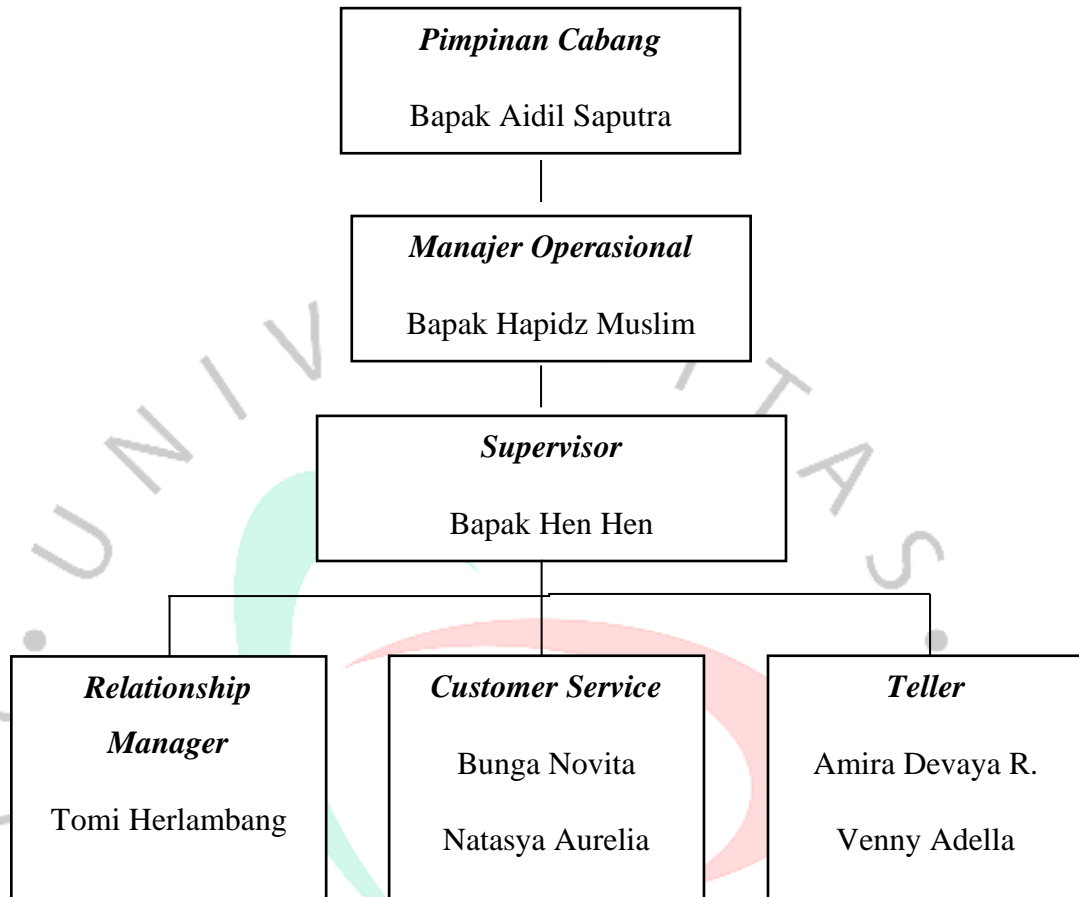 Pimpinan Cabang
Bapak Aidil Saputra
Manajer Operasional
Bapak Hapidz Muslim
Supervisor
Bapak Hen Hen
Relationship
Manager
Tomi Herlambang
Customer Service
Bunga Novita
Natasya Aurelia
Teller
Amira Devaya R.
Venny Adella